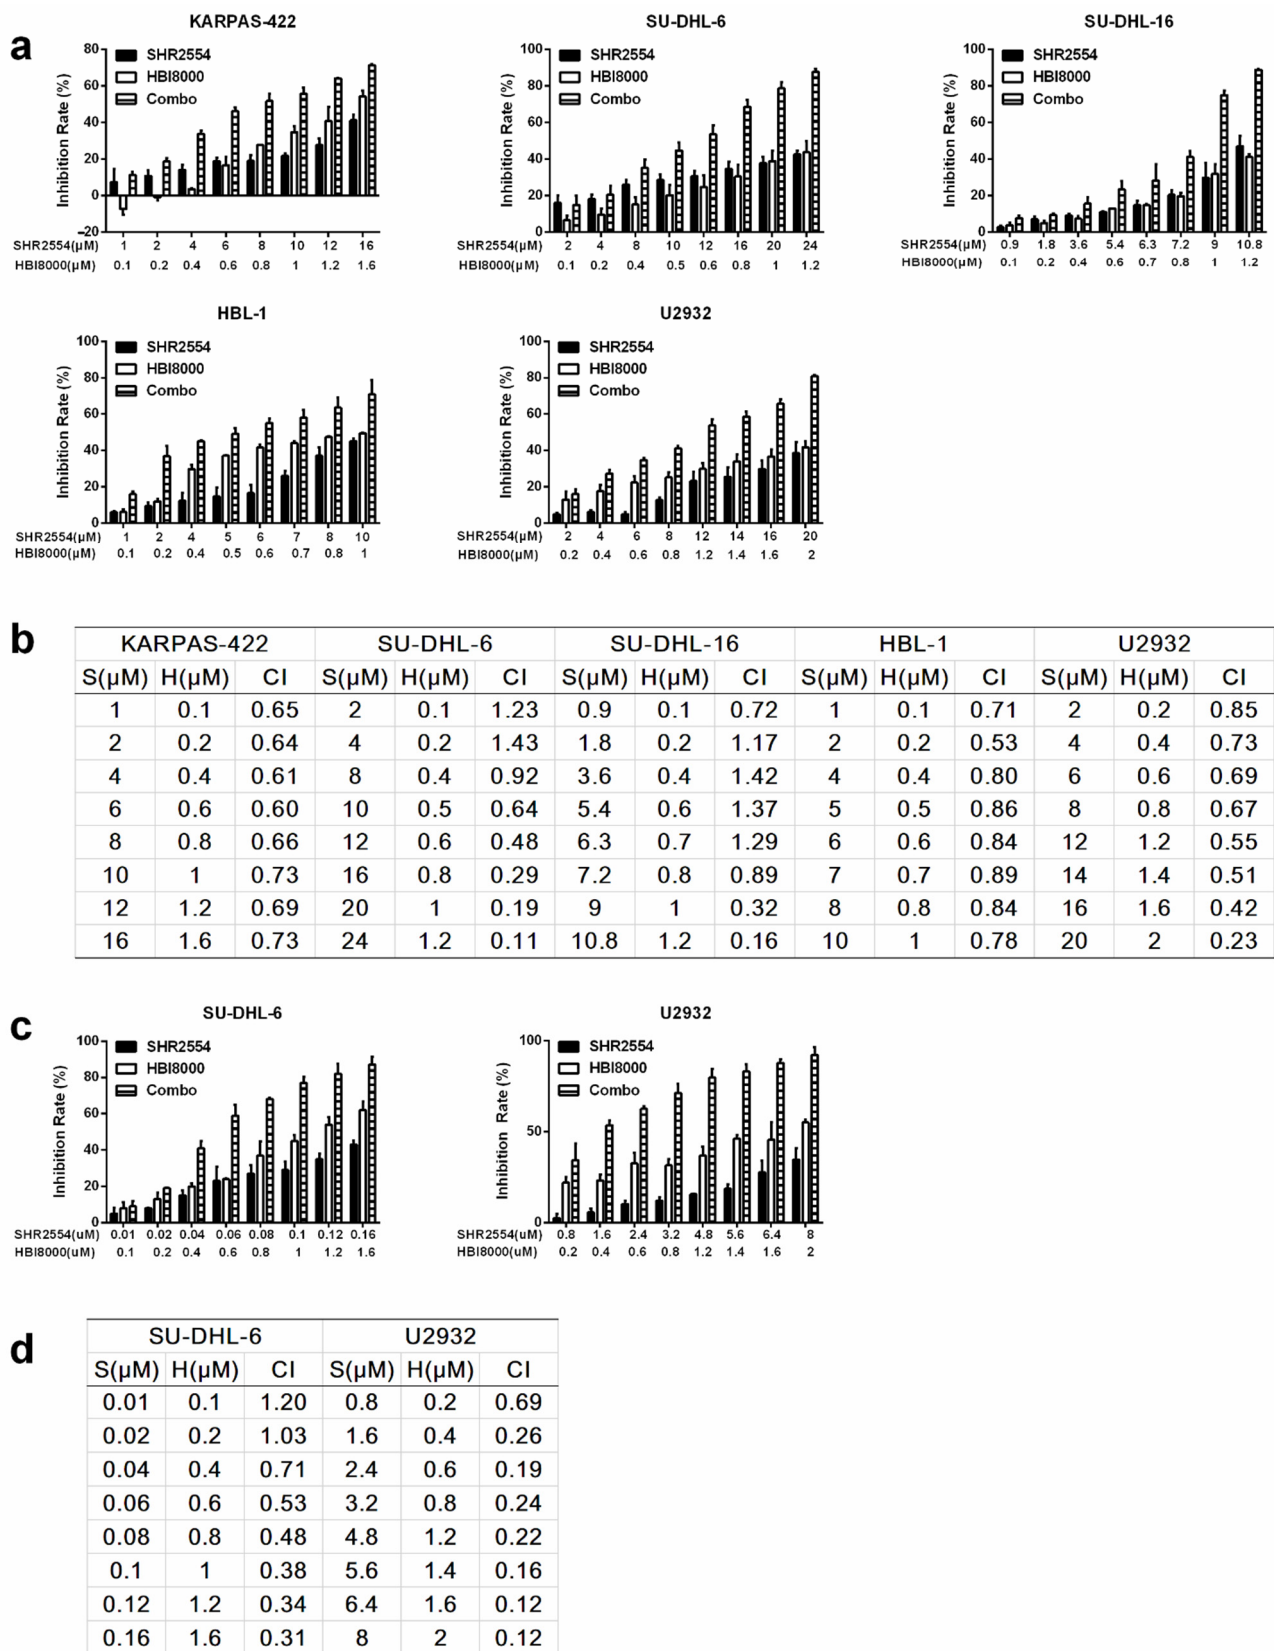 a
KARPAS-422
80
60
40
20
0
-20
Inhibition Rate (%)
SHR2554
HBI8000
Combo
SHR2554(μM) 1 2 4 6 8 10 12 16
HBI8000(μM) 0.1 0.2 0.4 0.6 0.8 1 1.2 1.6
SU-DHL-6
100
80
60
40
20
0
Inhibition Rate (%)
SHR2554
HBI8000
Combo
SHR2554(μM) 2 4 8 10 12 16 20 24
HBI8000(μM) 0.1 0.2 0.4 0.5 0.6 0.8 1 1.2
SU-DHL-16
100
80
60
40
20
0
Inhibition Rate (%)
SHR2554
HBI8000
Combo
SHR2554(μM) 0.9 1.8 3.6 5.4 6.3 7.2 9 10.8
HBI8000(μM) 0.1 0.2 0.4 0.6 0.7 0.8 1 1.2
HBL-1
100
80
60
40
20
0
Inhibition Rate (%)
SHR2554
HBI8000
Combo
SHR2554(μM) 1 2 4 5 6 7 8 10
HBI8000(μM) 0.1 0.2 0.4 0.5 0.6 0.7 0.8 1
U2932
100
80
60
40
20
0
Inhibition Rate (%)
SHR2554
HBI8000
Combo
SHR2554(μM) 2 4 6 8 12 14 16 20
HBI8000(μM) 0.2 0.4 0.6 0.8 1.2 1.4 1.6 2
b
KARPAS-422 SU-DHL-6 SU-DHL-16 HBL-1 U2932
S(μM) H(μM) CI S(μM) H(μM) CI S(μM) H(μM) CI S(μM) H(μM) CI S(μM) H(μM) CI
1 0.1 0.65 2 0.1 1.23 0.9 0.1 0.72 1 0.1 0.71 2 0.2 0.85
2 0.2 0.64 4 0.2 1.43 1.8 0.2 1.17 2 0.2 0.53 4 0.4 0.73
4 0.4 0.61 8 0.4 0.92 3.6 0.4 1.42 4 0.4 0.80 6 0.6 0.69
6 0.6 0.60 10 0.5 0.64 5.4 0.6 1.37 5 0.5 0.86 8 0.8 0.67
8 0.8 0.66 12 0.6 0.48 6.3 0.7 1.29 6 0.6 0.84 12 1.2 0.55
10 1 0.73 16 0.8 0.29 7.2 0.8 0.89 7 0.7 0.89 14 1.4 0.51
12 1.2 0.69 20 1 0.19 9 1 0.32 8 0.8 0.84 16 1.6 0.42
16 1.6 0.73 24 1.2 0.11 10.8 1.2 0.16 10 1 0.78 20 2 0.23
c
SU-DHL-6
100
80
60
40
20
0
Inhibition Rate (%)
SHR2554
HBI8000
Combo
SHR2554(uM) 0.01 0.02 0.04 0.06 0.08 0.1 0.12 0.16
HBI8000(uM) 0.1 0.2 0.4 0.6 0.8 1 1.2 1.6
U2932
100
50
0
Inhibition Rate (%)
SHR2554
HBI8000
Combo
SHR2554(uM) 0.8 1.6 2.4 3.2 4.8 5.6 6.4 8
HBI8000(uM) 0.2 0.4 0.6 0.8 1.2 1.4 1.6 2
d
SU-DHL-6 U2932
S(μM) H(μM) CI S(μM) H(μM) CI
0.01 0.1 1.20 0.8 0.2 0.69
0.02 0.2 1.03 1.6 0.4 0.26
0.04 0.4 0.71 2.4 0.6 0.19
0.06 0.6 0.53 3.2 0.8 0.24
0.08 0.8 0.48 4.8 1.2 0.22
0.1 1 0.38 5.6 1.4 0.16
0.12 1.2 0.34 6.4 1.6 0.12
0.16 1.6 0.31 8 2 0.12